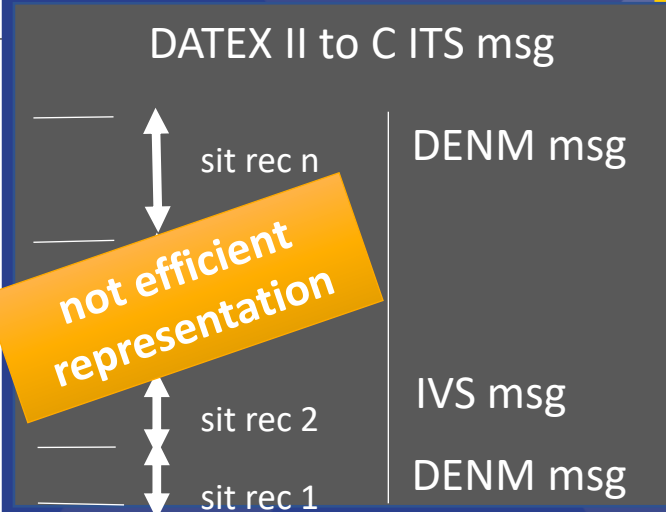 DATEX II to C ITS msg
sit rec n
DENM msg
not efficient
representation
sit rec 2
IVS msg
sit rec 1
DENM msg